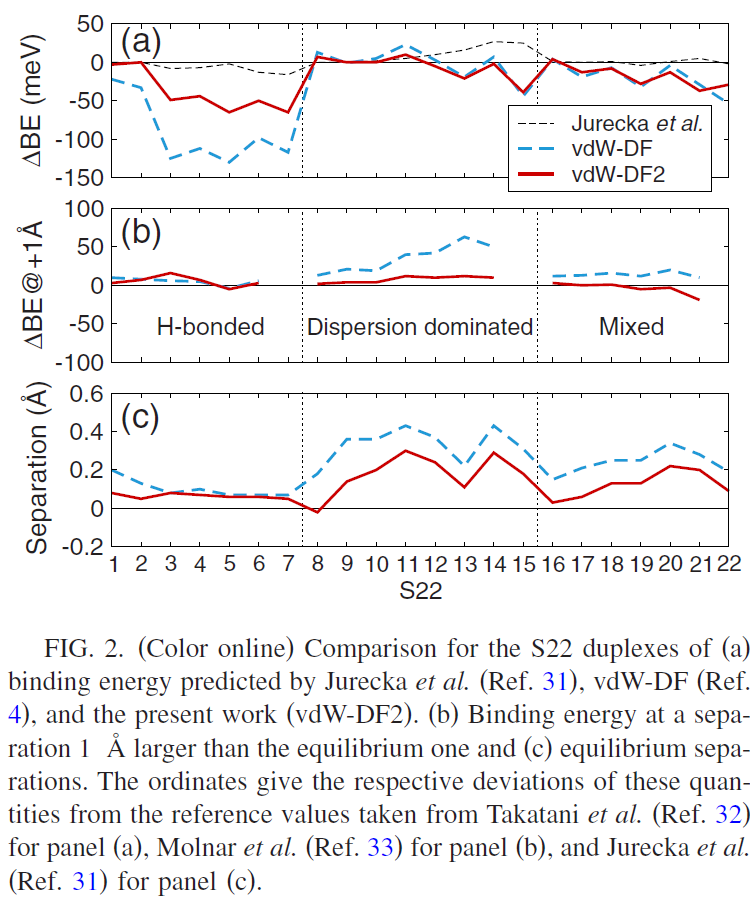 (a)
ΔBE (meV)
50
0
-50
-100
-150
Jurecka et al.
vdW-DF
vdW-DF2
(b)
ΔBE@+1Å
100
50
0
-50
-100
H-bonded
Dispersion dominated
Mixed
(c)
Separation (Å)
0.6
0.4
0.2
0
-0.2
1 2 3 4 5 6 7 8 9 10 11 12 13 14 15 16 17 18 19 20 21 22
S22
FIG. 2. (Color online) Comparison for the S22 duplexes of (a)
binding energy predicted by Jurecka et al. (Ref. 31), vdW-DF (Ref.
4), and the present work (vdW-DF2). (b) Binding energy at a sepa-
ration 1 Å larger than the equilibrium one and (c) equilibrium sepa-
rations. The ordinates give the respective deviations of these quan-
tities from the reference values taken from Takatani et al. (Ref. 32)
for panel (a), Molnar et al. (Ref. 33) for panel (b), and Jurecka et al.
(Ref. 31) for panel (c).